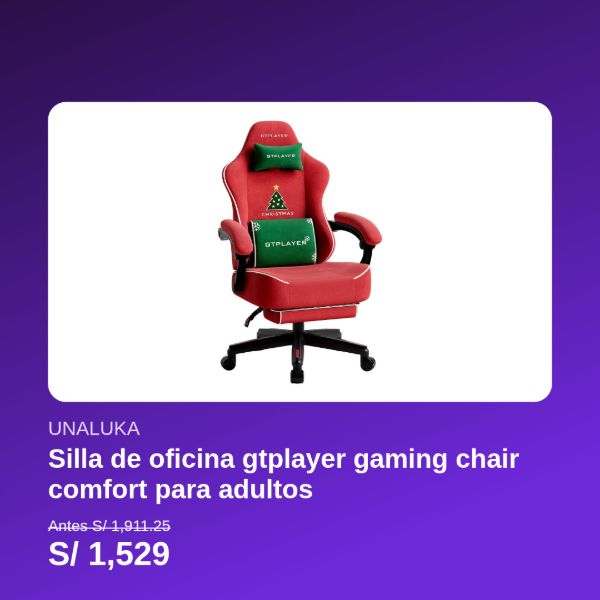 GTPLAYER
GTPLAYER
CHRISTMAS
GTPLAYER
UNALUKA
Silla de oficina gtplayer gaming chair
comfort para adultos
Antes S/ 1,911.25
S/ 1,529